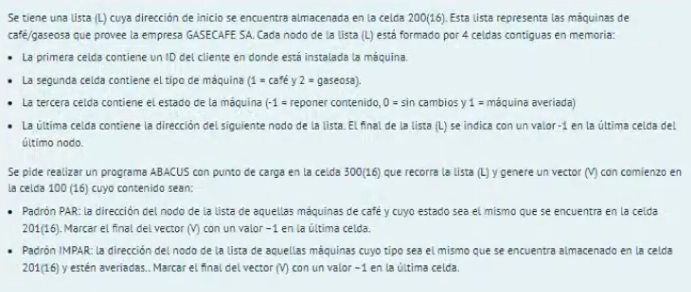 Se tiene una lista (L) cuya dirección de inicio se encuentra almacenada en la celda 200(16). Esta lista representa las máquinas de
café/gaseosa que provee la empresa GASECAFE SA. Cada nodo de la lista (L) está formado por 4 celdas contiguas en memoria:
• La primera celda contiene un ID del cliente en donde está instalada la máquina.
• La segunda celda contiene el tipo de máquina (1 = café y 2 = gaseosa).
• La tercera celda contiene el estado de la máquina (-1 = reponer contenido, 0 = sin cambios y 1 = máquina averiada)
• La última celda contiene la dirección del siguiente nodo de la lista. El final de la lista (L) se indica con un valor -1 en la última celda del
último nodo.
Se pide realizar un programa ABACUS con punto de carga en la celda 300(16) que recorra la lista (L) y genere un vector (V) con comienzo en
la celda 100 (16) cuyo contenido sean:
• Padrón PAR: la dirección del nodo de la lista de aquellas máquinas de café y cuyo estado sea el mismo que se encuentra en la celda
201(16). Marcar el final del vector (V) con un valor −1 en la última celda.
• Padrón IMPAR: la dirección del nodo de la lista de aquellas máquinas cuyo tipo sea el mismo que se encuentra almacenado en la celda
201(16) y estén averiadas.. Marcar el final del vector (V) con un valor −1 en la última celda.